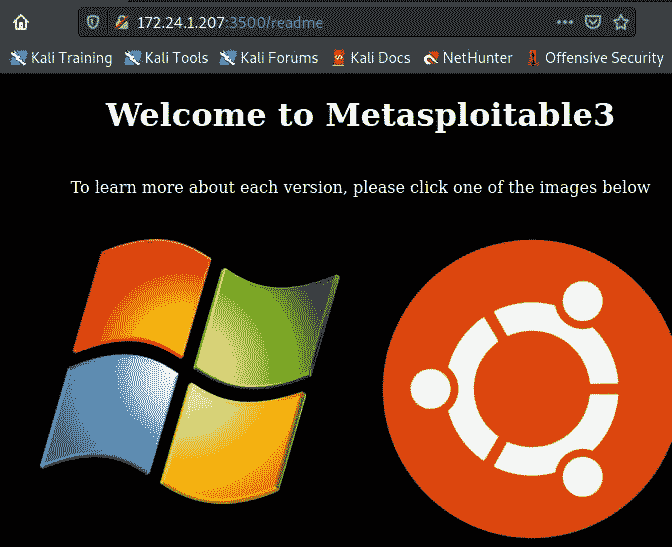 172.24.1.207:3500/readme
Kali Training Kali Tools Kali Forums Kali Docs NetHunter Offensive Security
Welcome to Metasploitable3
To learn more about each version, please click one of the images below